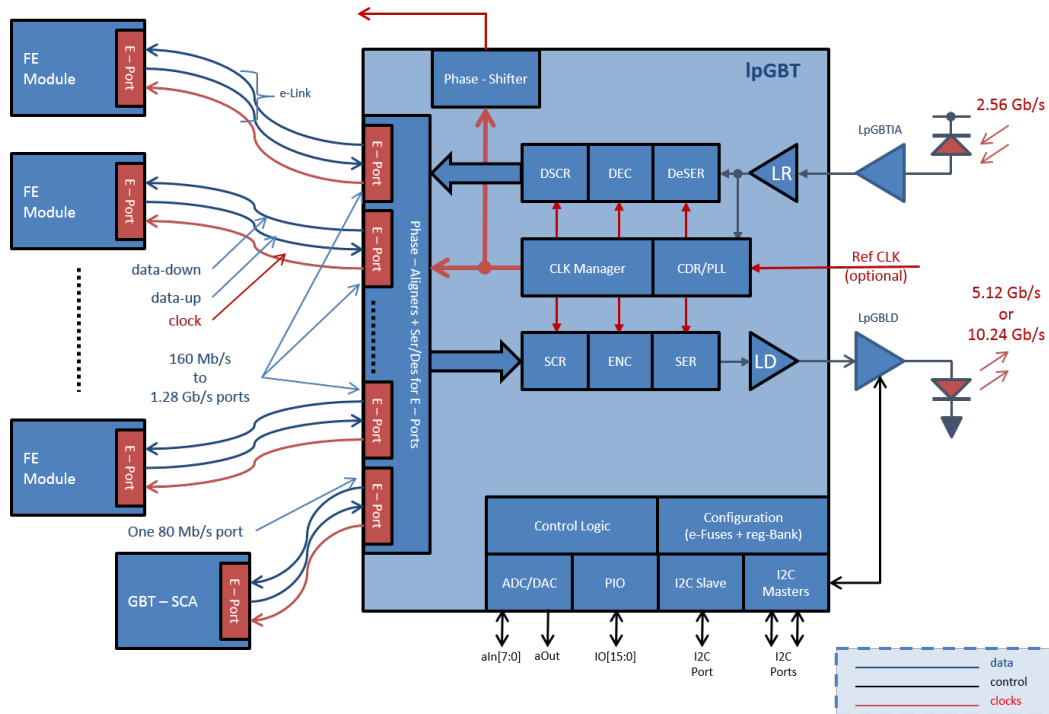 FE
Module
E – Port
e-Link
FE
Module
E – Port
data-down
data-up
clock
160 Mb/s
to
1.28 Gb/s ports
FE
Module
E – Port
One 80 Mb/s port
GBT – SCA
E – Port
lpGBT
Phase - Shifter
E – Port
E – Port
E – Port
E – Port
Phase – Aligners + Ser/Des for E – Ports
DSCR
DEC
DeSER
LR
CLK Manager
CDR/PLL
SCR
ENC
SER
LD
LpGBTIA
2.56 Gb/s
Ref CLK
(optional)
LpGBLD
5.12 Gb/s
or
10.24 Gb/s
Control Logic
Configuration
(e-Fuses + reg-Bank)
ADC/DAC
PIO
I2C Slave
I2C
Masters
aIn[7:0]
aOut
IO[15:0]
I2C
Port
I2C
Ports
data
control
clocks